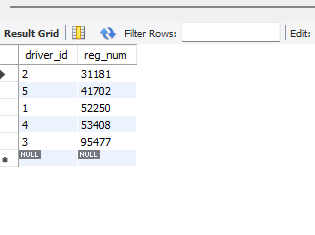 Result Grid Filter Rows: Edit:
driver_id reg_num
2 31181
5 41702
1 52250
4 53408
3 95477
NULL NULL